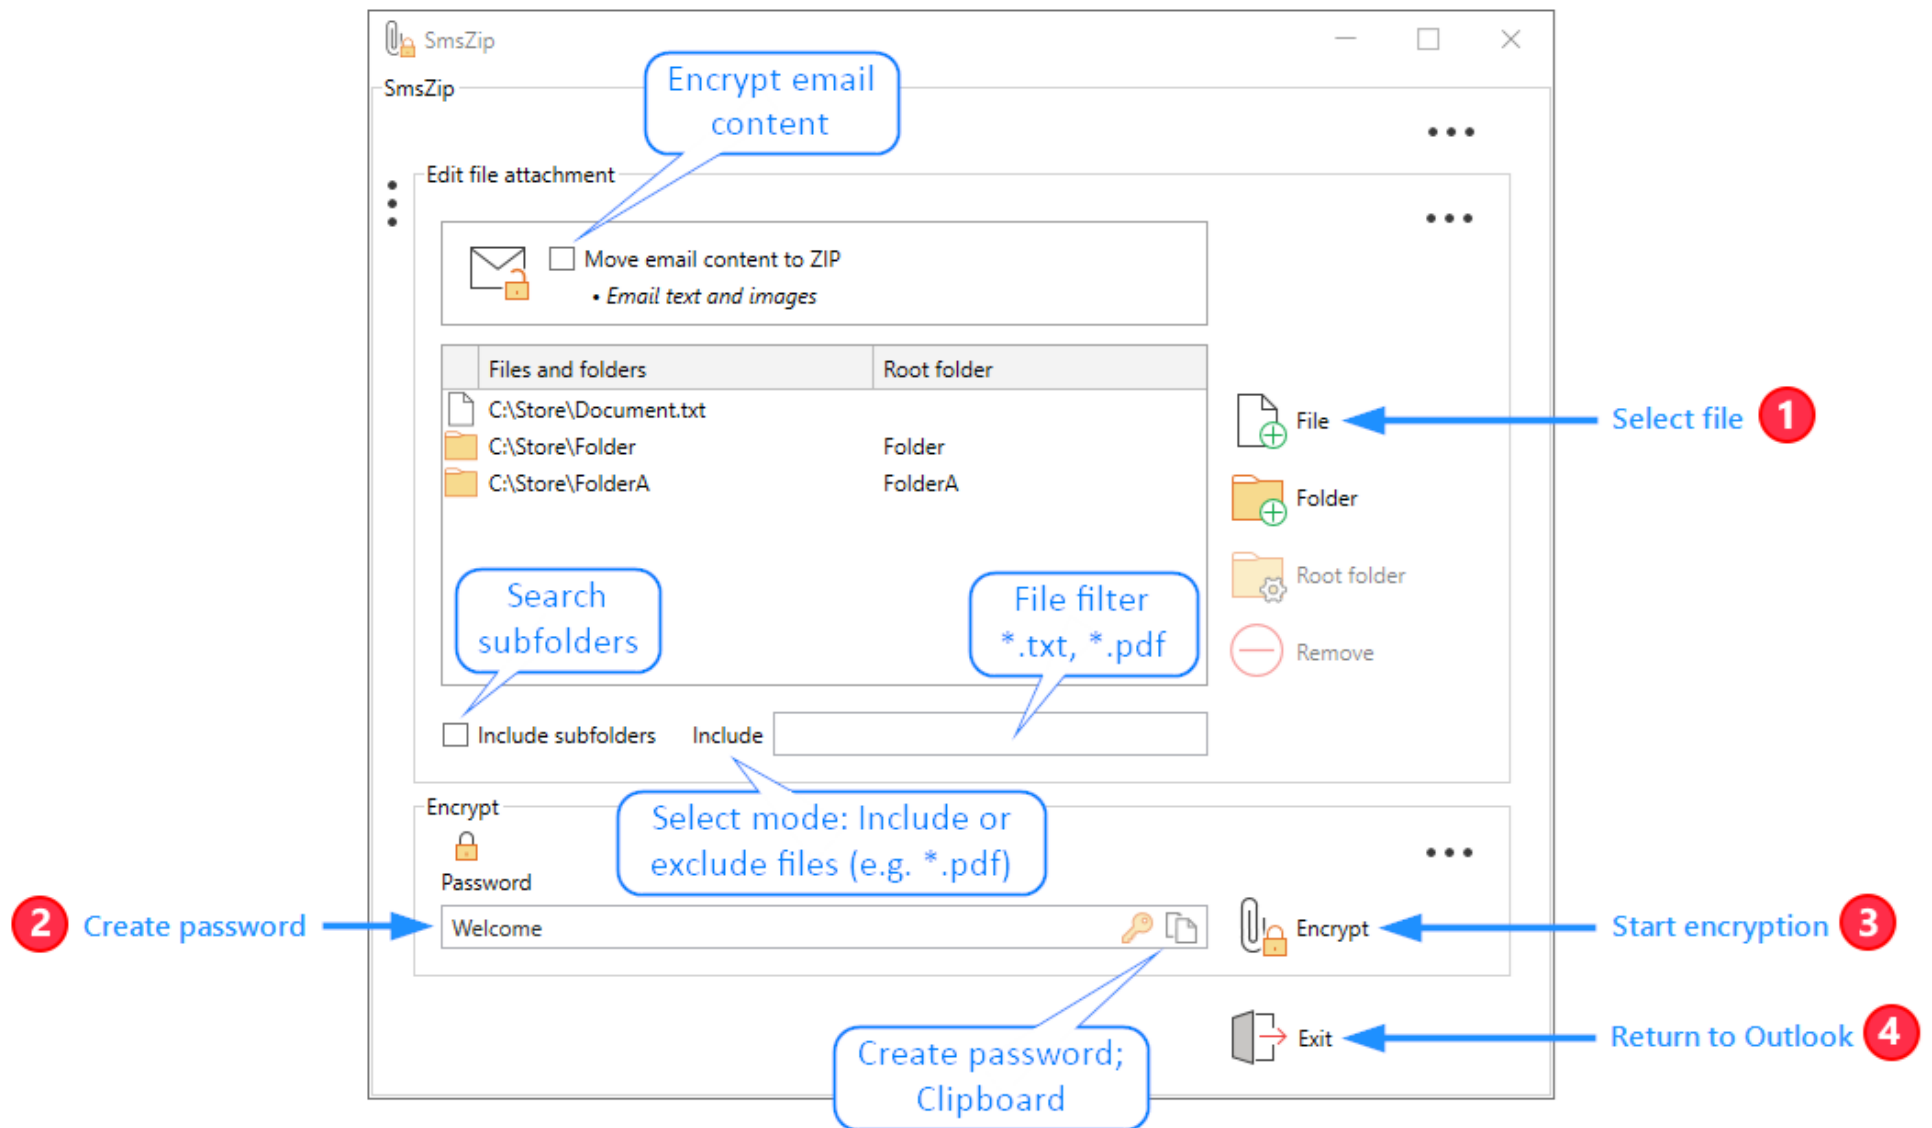 SmsZip
SmsZip
Encrypt email
content
Edit file attachment
Move email content to ZIP
• Email text and images
Files and folders Root folder
C:\Store\Document.txt
C:\Store\Folder Folder
C:\Store\FolderA FolderA
File
Select file 1
Folder
Root folder
Remove
Search
subfolders
File filter
*.txt, *.pdf
Include subfolders Include
Select mode: Include or
exclude files (e.g. *.pdf)
Encrypt
Password
2 Create password
Welcome
Encrypt
Start encryption 3
Create password;
Clipboard
Exit
Return to Outlook 4